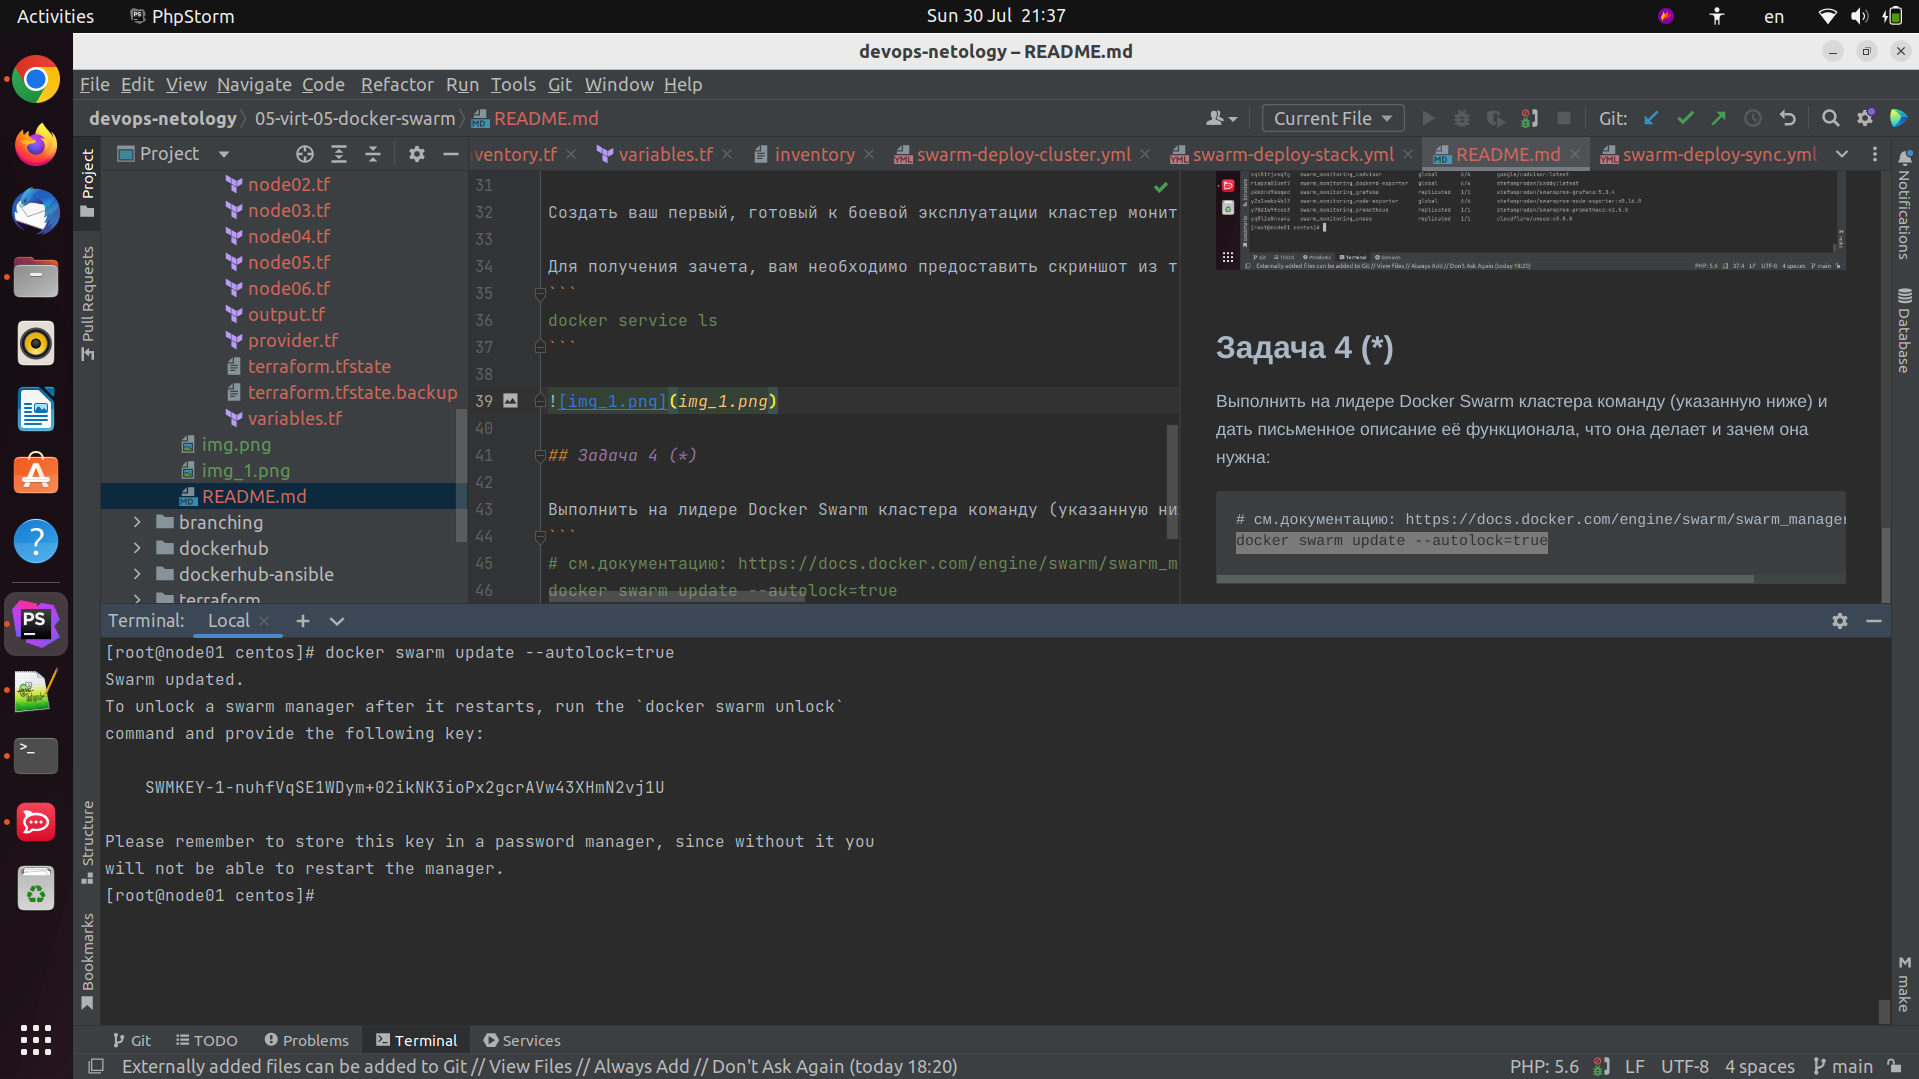 Activities
PhpStorm
Sun 30 Jul 21:37
en
devops-netology – README.md
File Edit View Navigate Code Refactor Run Tools Git Window Help
devops-netology
05-virt-05-docker-swarm
README.md
Current File
Git:
Project
ventory.tf
variables.tf
inventory
swarm-deploy-cluster.yml
swarm-deploy-stack.yml
README.md
swarm-deploy-sync.yml
Project
Pull Requests
Structure
Bookmarks
node02.tf
node03.tf
node04.tf
node05.tf
node06.tf
output.tf
provider.tf
terraform.tfstate
terraform.tfstate.backup
variables.tf
img.png
img_1.png
README.md
branching
dockerhub
dockerhub-ansible
terraform
31
32 Создать ваш первый, готовый к боевой эксплуатации кластер монит
33
34 Для получения зачета, вам необходимо предоставить скриншот из т
35 ```
36 docker service ls
37 ```
38
39 ![img_1.png](img_1.png)
40
41 ## Задача 4 (*)
42
43 Выполнить на лидере Docker Swarm кластера команду (указанную ни
44 ```
45 # см.документацию: https://docs.docker.com/engine/swarm/swarm_m
46 docker swarm update --autolock=true
Задача 4 (*)
Выполнить на лидере Docker Swarm кластера команду (указанную ниже) и
дать письменное описание её функционала, что она делает и зачем она
нужна:
# см.документацию: https://docs.docker.com/engine/swarm/swarm_manager
docker swarm update --autolock=true
Notifications
Database
make
Terminal:
Local
[root@node01 centos]# docker swarm update --autolock=true
Swarm updated.
To unlock a swarm manager after it restarts, run the `docker swarm unlock`
command and provide the following key:
SWMKEY-1-nuhfVqSE1WDym+02ikNK3ioPx2gcrAVw43XHmN2vj1U
Please remember to store this key in a password manager, since without it you
will not be able to restart the manager.
[root@node01 centos]#
Git
TODO
Problems
Terminal
Services
Externally added files can be added to Git // View Files // Always Add // Don't Ask Again (today 18:20)
PHP: 5.6
LF
UTF-8
4 spaces
main